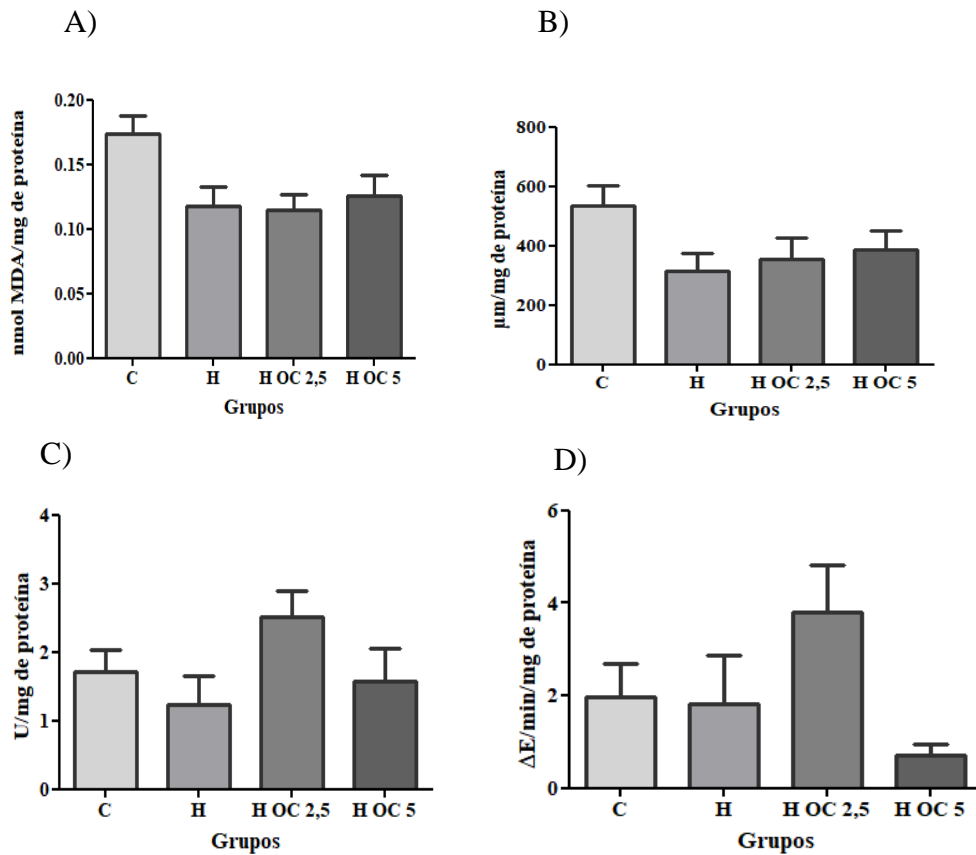 A)
nmol MDA/mg de proteína
0.20
0.15
0.10
0.05
0.00
C H H OC 2,5 H OC 5
Grupos
B)
µm/mg de proteína
800
600
400
200
0
C H H OC 2,5 H OC 5
Grupos
C)
U/mg de proteína
4
3
2
1
0
C H H OC 2,5 H OC 5
Grupos
D)
ΔE/min/mg de proteína
6
4
2
0
C H H OC 2,5 H OC 5
Grupos